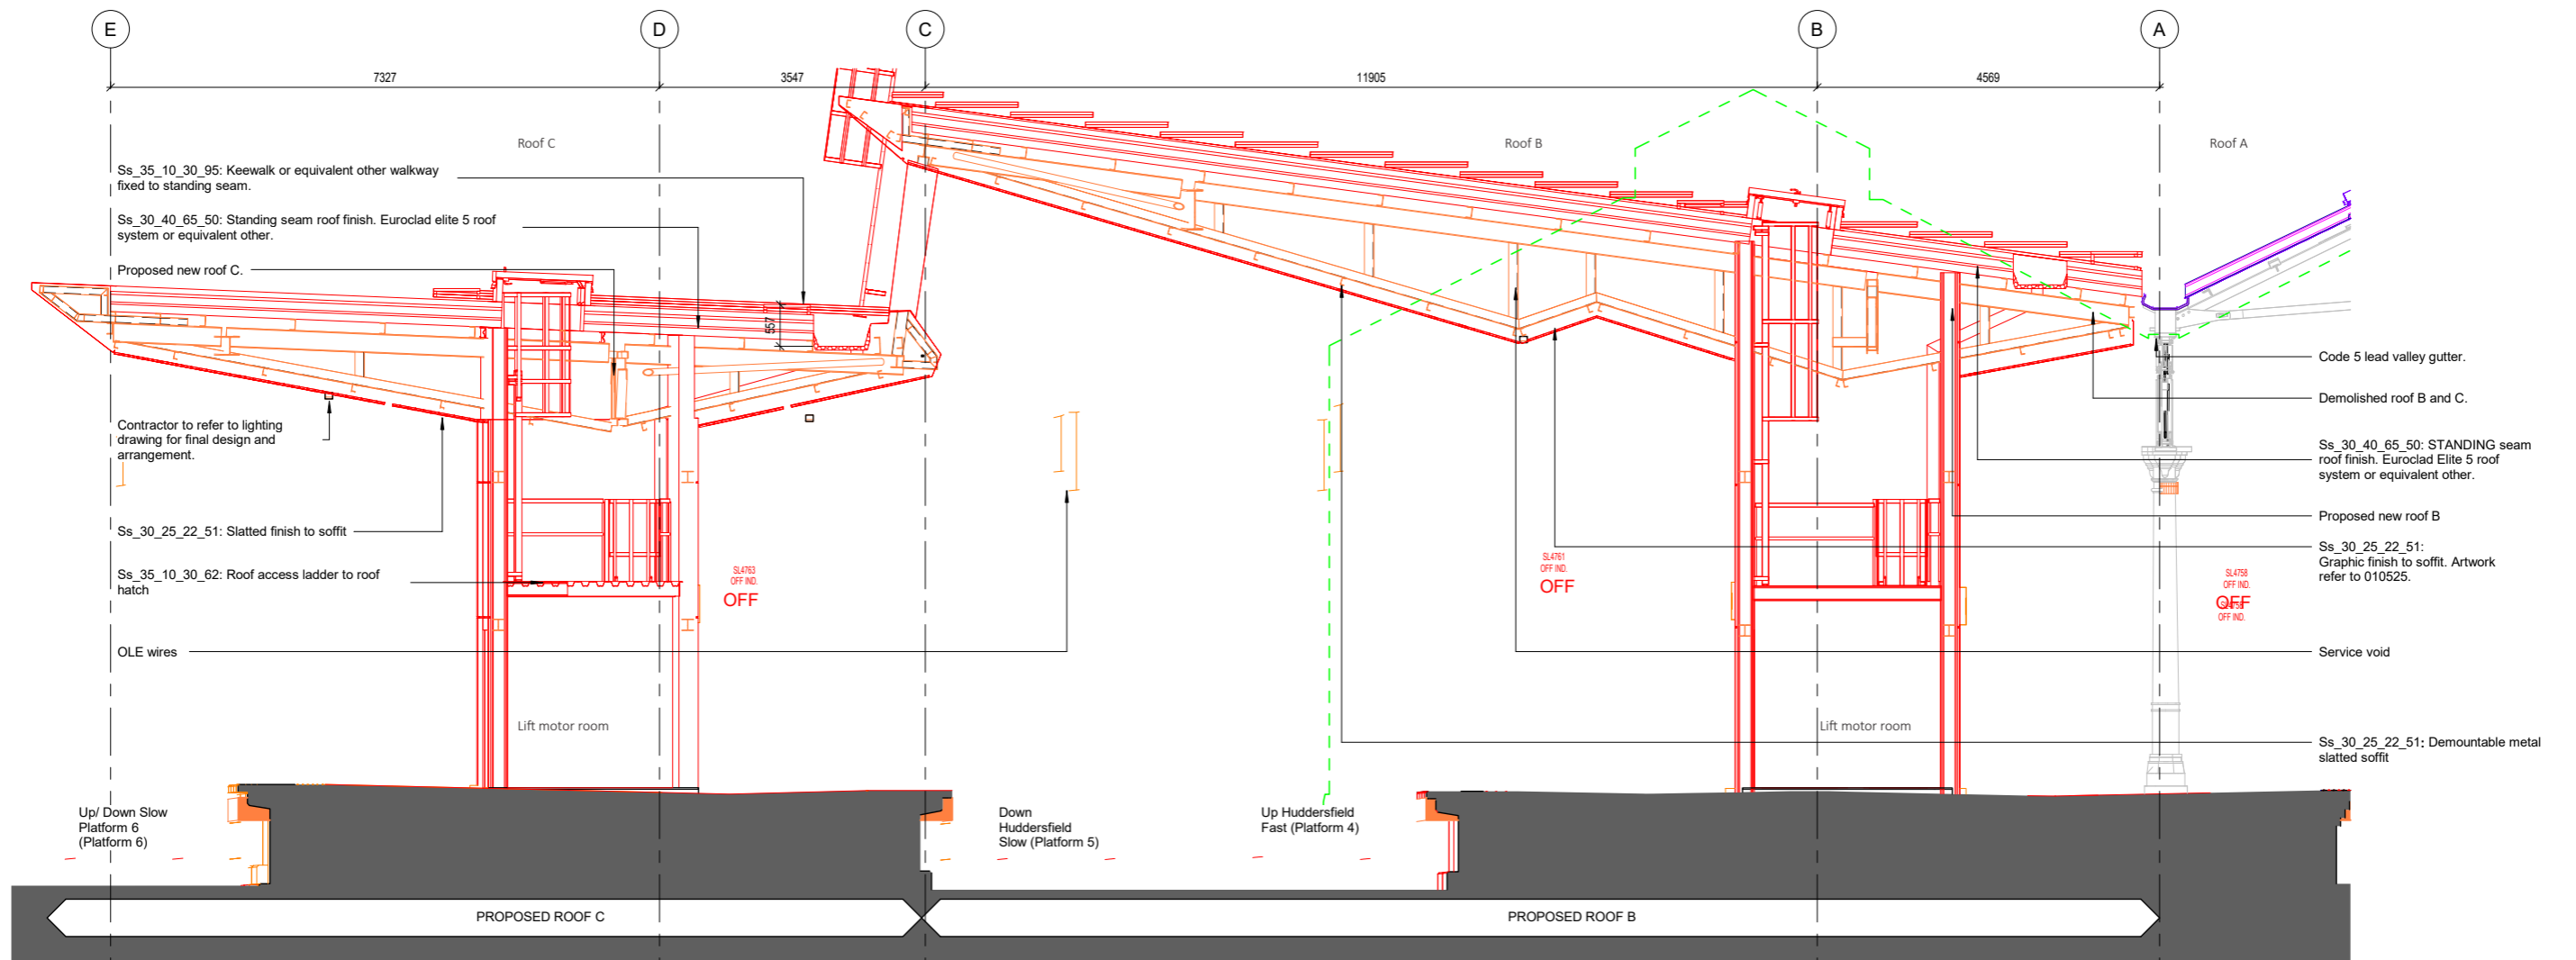 E
D
C
B
A
7327
3547
11905
4569
Roof C
Roof B
Roof A
Ss_35_10_30_95: Keewalk or equivalent other walkway
fixed to standing seam.
Ss_30_40_65_50: Standing seam roof finish. Euroclad elite 5 roof
system or equivalent other.
Proposed new roof C.
557
Contractor to refer to lighting
drawing for final design and
arrangement.
Ss_30_25_22_51: Slatted finish to soffit
Ss_35_10_30_62: Roof access ladder to roof
hatch
OLE wires
SL4763
OFF IND.
OFF
SL4761
OFF IND.
OFF
SL4758
OFF IND.
OFF
OFF IND.
Code 5 lead valley gutter.
Demolished roof B and C.
Ss_30_40_65_50: STANDING seam
roof finish. Euroclad Elite 5 roof
system or equivalent other.
Proposed new roof B
Ss_30_25_22_51:
Graphic finish to soffit. Artwork
refer to 010525.
Service void
Ss_30_25_22_51: Demountable metal
slatted soffit
Lift motor room
Lift motor room
Up/ Down Slow
Platform 6
(Platform 6)
Down
Huddersfield
Slow (Platform 5)
Up Huddersfield
Fast (Platform 4)
PROPOSED ROOF C
PROPOSED ROOF B